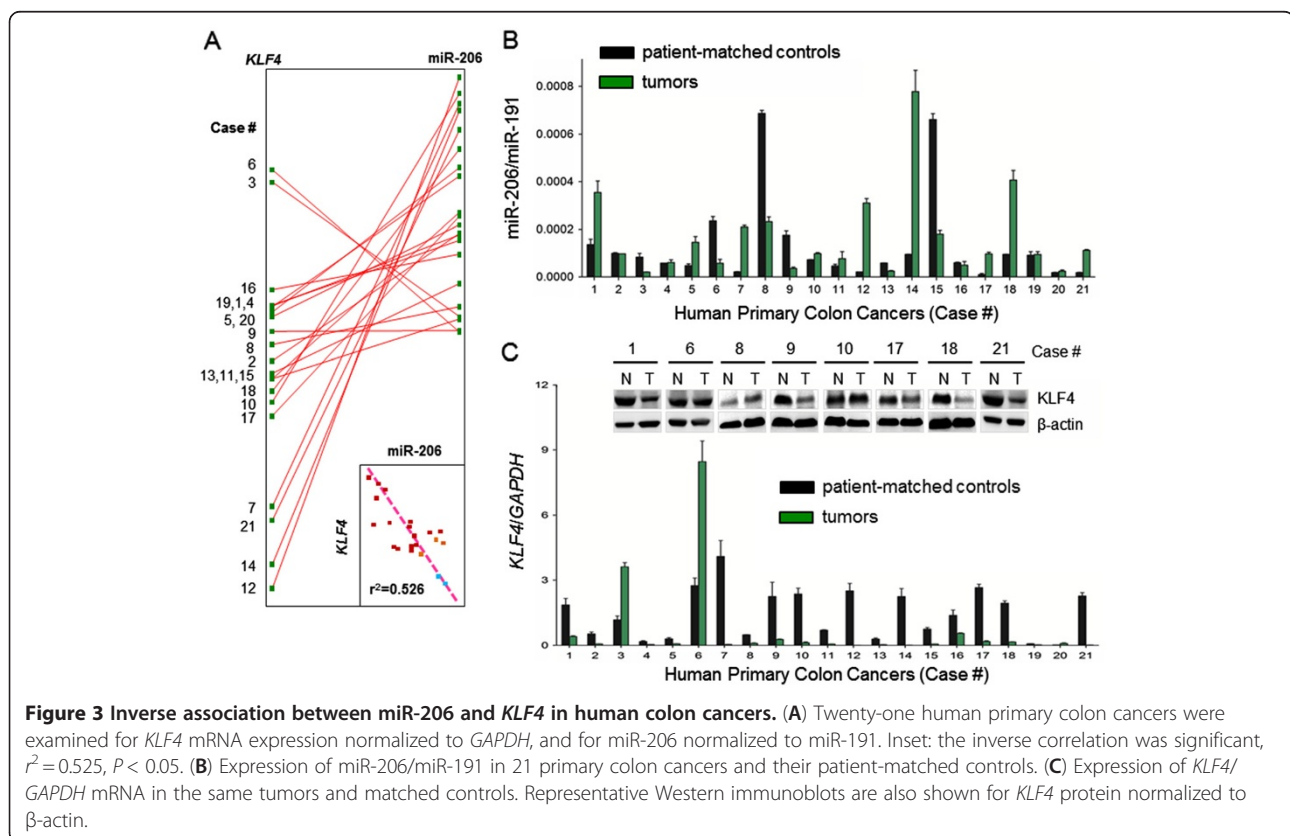 A
KLF4
miR-206
Case #
6
3
16
19,1,4
5, 20
9
8
2
13,11,15
18
10
17
7
21
14
12
miR-206
KLF4
r²=0.526
B
patient-matched controls
tumors
miR-206/miR-191
0.0008
0.0006
0.0004
0.0002
0.0000
1 2 3 4 5 6 7 8 9 10 11 12 13 14 15 16 17 18 19 20 21
Human Primary Colon Cancers (Case #)
C
1 6 8 9 10 17 18 21 Case #
N T N T N T N T N T N T N T N T
KLF4
β-actin
patient-matched controls
tumors
KLF4/GAPDH
12
9
6
3
0
1 2 3 4 5 6 7 8 9 10 11 12 13 14 15 16 17 18 19 20 21
Human Primary Colon Cancers (Case #)
Figure 3 Inverse association between miR-206 and KLF4 in human colon cancers. (A) Twenty-one human primary colon cancers were
examined for KLF4 mRNA expression normalized to GAPDH, and for miR-206 normalized to miR-191. Inset: the inverse correlation was significant,
r² = 0.525, P < 0.05. (B) Expression of miR-206/miR-191 in 21 primary colon cancers and their patient-matched controls. (C) Expression of KLF4/
GAPDH mRNA in the same tumors and matched controls. Representative Western immunoblots are also shown for KLF4 protein normalized to
β-actin.